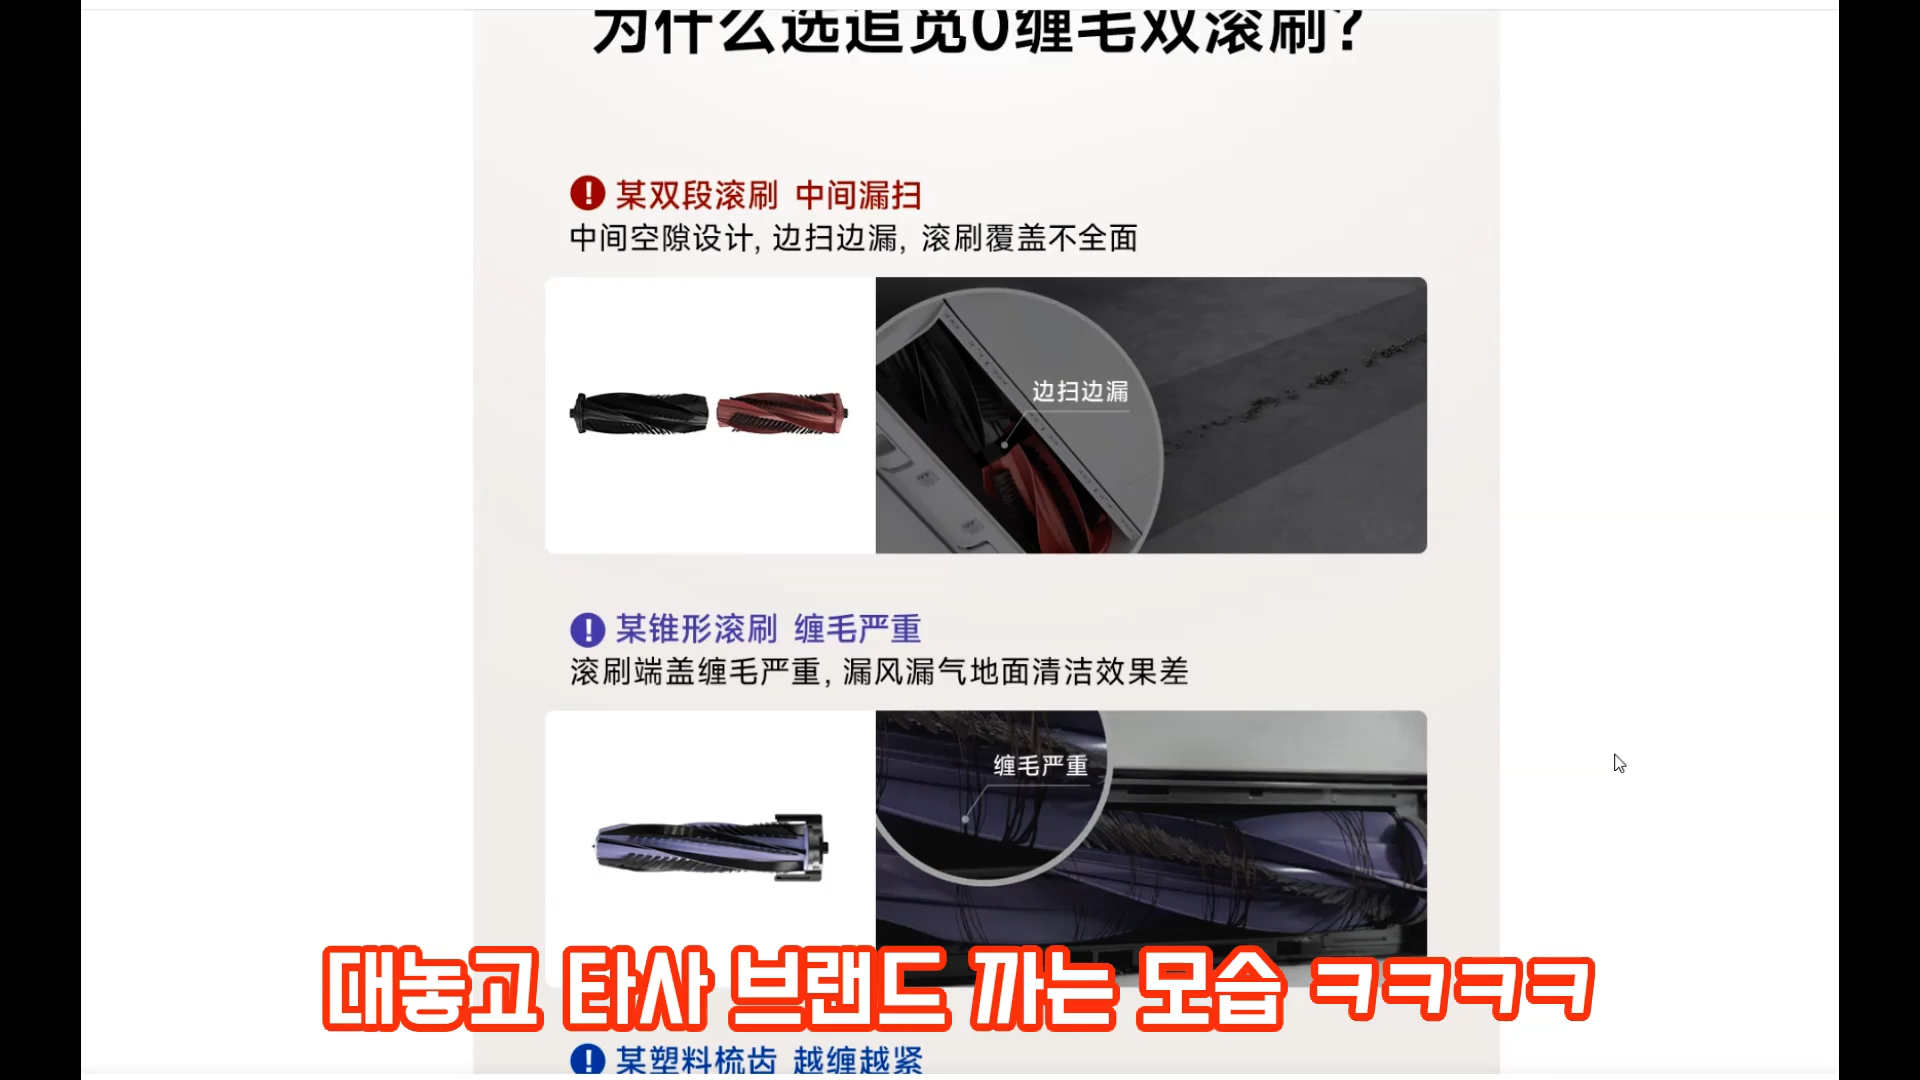 为什么选追觅0缠毛双滚刷？
某双段滚刷 中间漏扫
中间空隙设计, 边扫边漏, 滚刷覆盖不全面
边扫边漏
某锥形滚刷 缠毛严重
滚刷端盖缠毛严重, 漏风漏气地面清洁效果差
缠毛严重
대놓고 타사 브랜드 까는 모습 ㅋㅋㅋㅋ
某塑料梳齿 越缠越紧